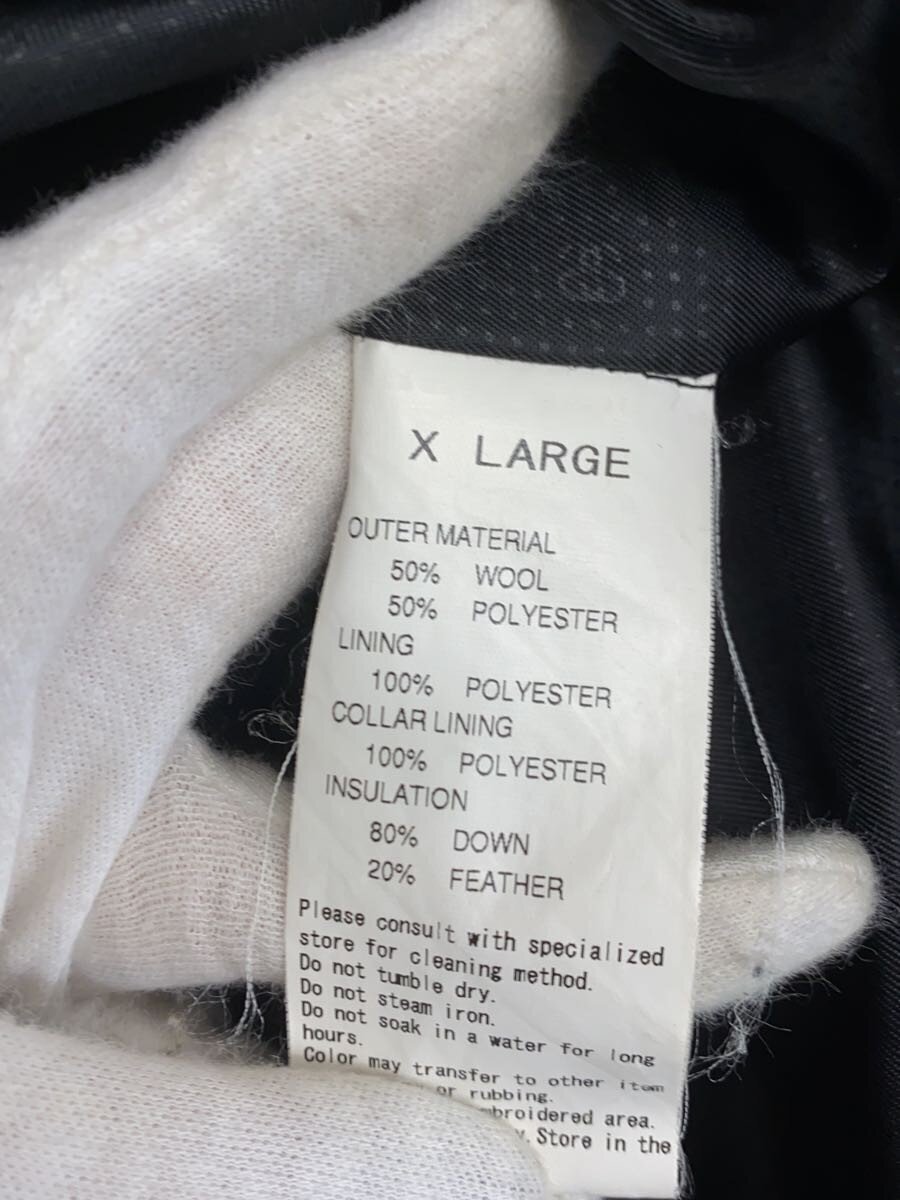 X LARGE
OUTER MATERIAL
50% WOOL
50% POLYESTER
LINING
100% POLYESTER
COLLAR LINING
100% POLYESTER
INSULATION
80% DOWN
20% FEATHER
Please consult with specialized
store for cleaning method.
Do not tumble dry.
Do not steam iron.
Do not soak in a water for long
hours.
Color may transfer to other item
or rubbing.
area.
Store in the